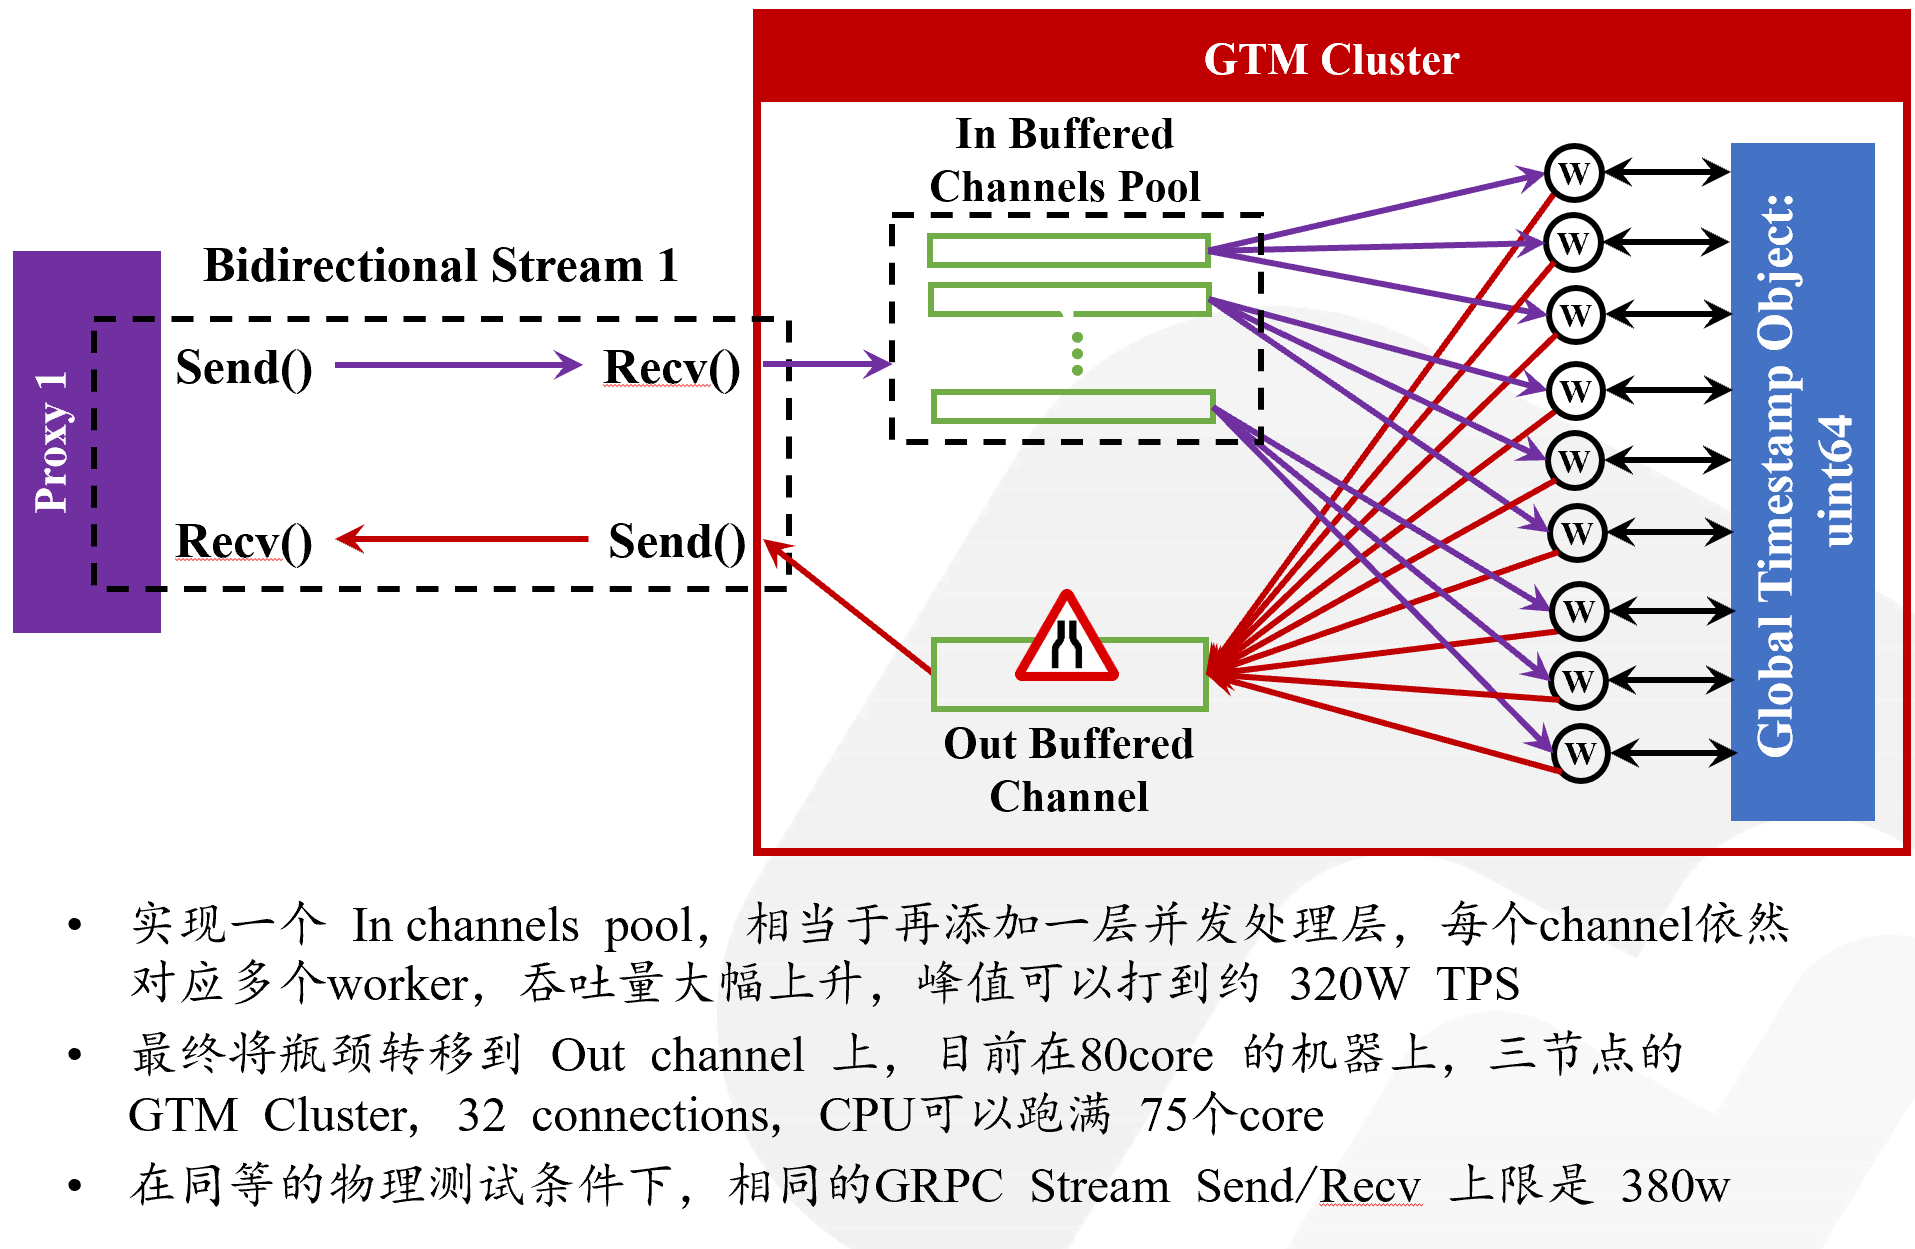 GTM Cluster
In Buffered
Channels Pool
Bidirectional Stream 1
Proxy 1
Send()
Recv()
Recv()
Send()
W
W
W
W
W
W
W
W
W
Global Timestamp Object:
uint64
Out Buffered
Channel
• 实现一个 In channels pool，相当于再添加一层并发处理层，每个channel依然
对应多个worker，吞吐量大幅上升，峰值可以打到约 320W TPS
• 最终将瓶颈转移到 Out channel 上，目前在80core 的机器上，三节点的
GTM Cluster，32 connections，CPU可以跑满 75个core
• 在同等的物理测试条件下，相同的GRPC Stream Send/Recv 上限是 380w